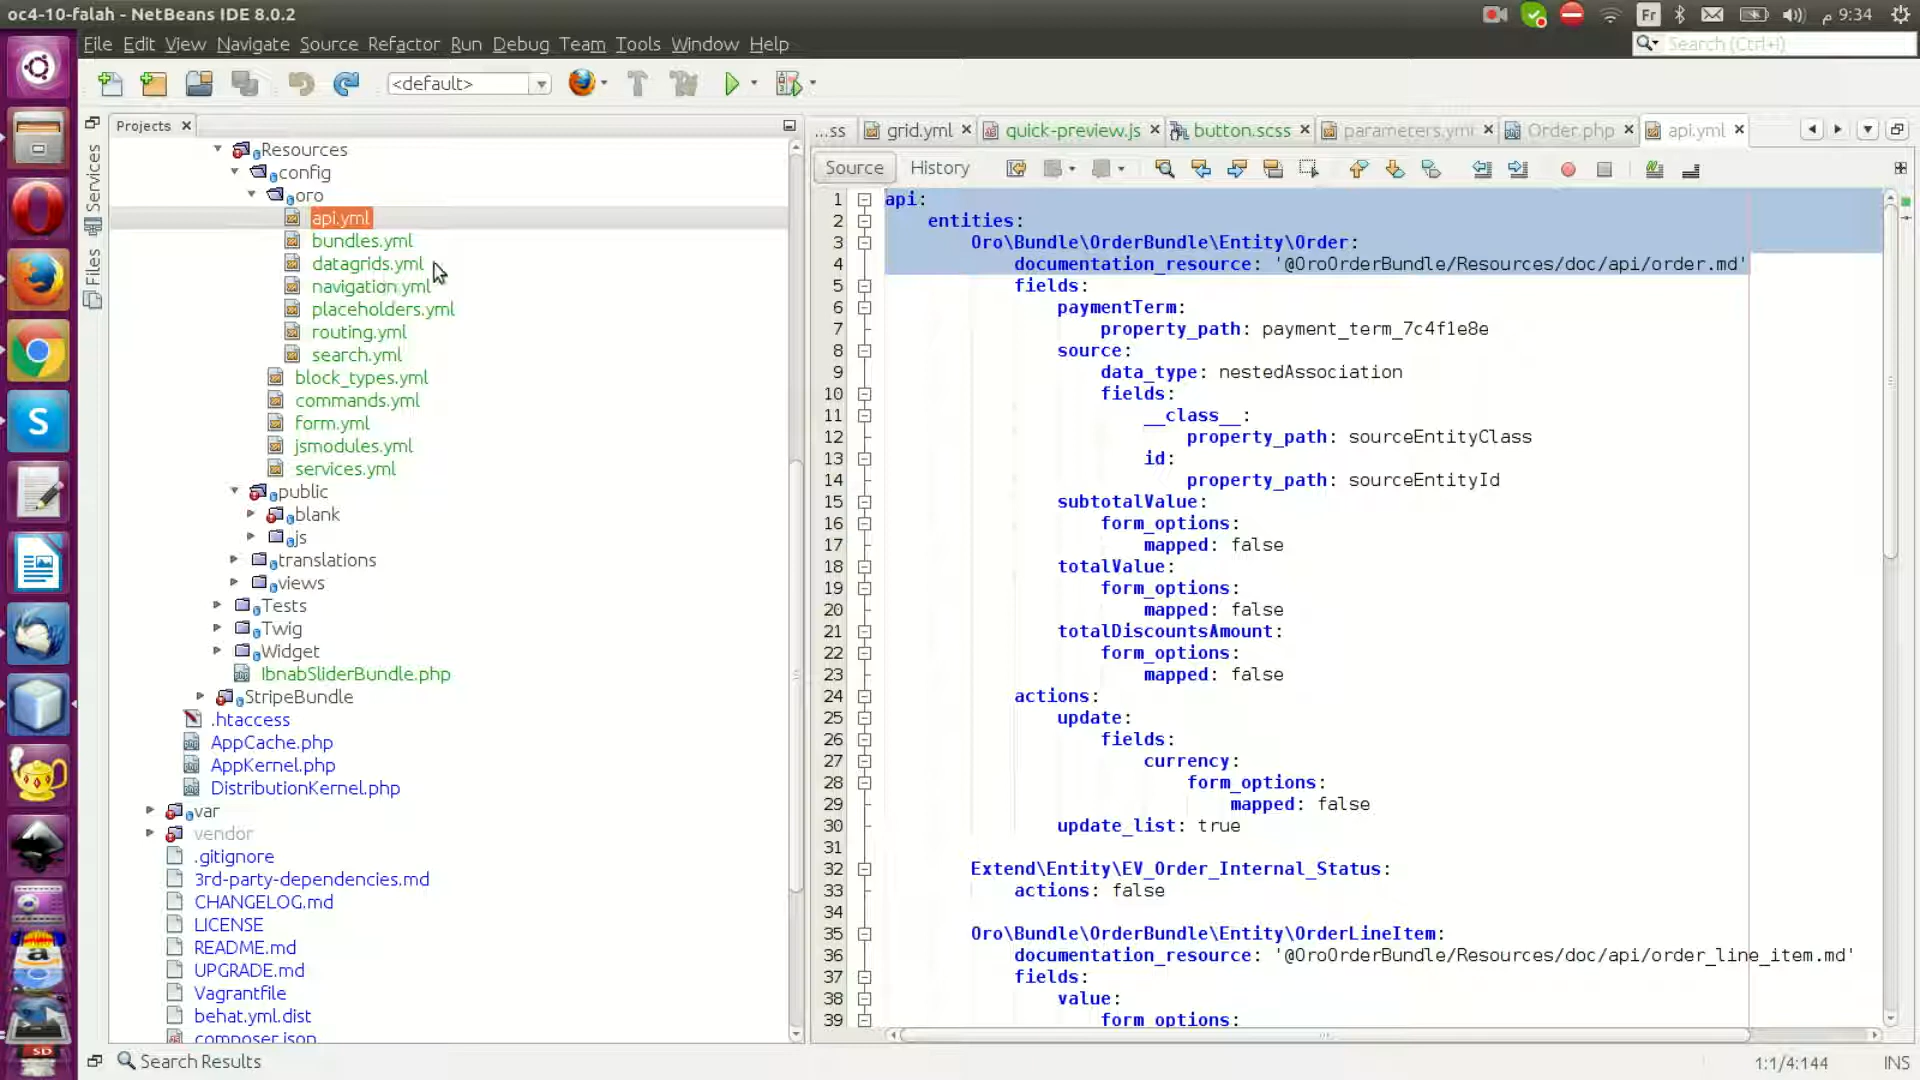 oc4-10-falah - NetBeans IDE 8.0.2
Fr
م 9:34
File Edit View Navigate Source Refactor Run Debug Team Tools Window Help
Search (Ctrl+I)
<default>
Projects
Services
Files
Resources
config
oro
api.yml
bundles.yml
datagrids.yml
navigation.yml
placeholders.yml
routing.yml
search.yml
block_types.yml
commands.yml
form.yml
jsmodules.yml
services.yml
public
blank
js
translations
views
Tests
Twig
Widget
IbnabSliderBundle.php
StripeBundle
.htaccess
AppCache.php
AppKernel.php
DistributionKernel.php
var
vendor
.gitignore
3rd-party-dependencies.md
CHANGELOG.md
LICENSE
README.md
UPGRADE.md
Vagrantfile
behat.yml.dist
composer.json
Search Results
...ss grid.yml quick-preview.js button.scss parameters.yml Order.php api.yml
Source History
1 api:
2 entities:
3 Oro\Bundle\OrderBundle\Entity\Order:
4 documentation_resource: '@OroOrderBundle/Resources/doc/api/order.md'
5 fields:
6 paymentTerm:
7 property_path: payment_term_7c4f1e8e
8 source:
9 data_type: nestedAssociation
10 fields:
11 __class__:
12 property_path: sourceEntityClass
13 id:
14 property_path: sourceEntityId
15 subtotalValue:
16 form_options:
17 mapped: false
18 totalValue:
19 form_options:
20 mapped: false
21 totalDiscountsAmount:
22 form_options:
23 mapped: false
24 actions:
25 update:
26 fields:
27 currency:
28 form_options:
29 mapped: false
30 update_list: true
31
32 Extend\Entity\EV_Order_Internal_Status:
33 actions: false
34
35 Oro\Bundle\OrderBundle\Entity\OrderLineItem:
36 documentation_resource: '@OroOrderBundle/Resources/doc/api/order_line_item.md'
37 fields:
38 value:
39 form_options:
1:1/4:144 INS